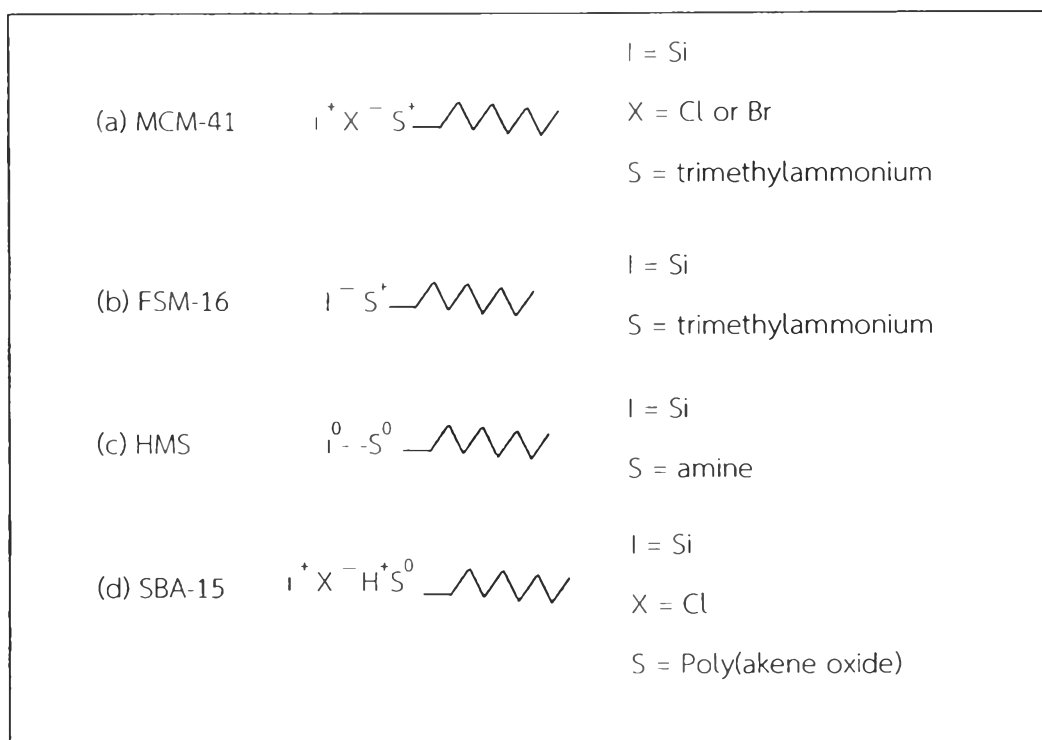 I = Si
(a) MCM-41 I⁺ X⁻ S⁺ X = Cl or Br
S = trimethylammonium
I = Si
(b) FSM-16 I⁻ S⁺
S = trimethylammonium
I = Si
(c) HMS I⁰- -S⁰
S = amine
I = Si
(d) SBA-15 I⁺ X⁻ H⁺S⁰
X = Cl
S = Poly(akene oxide)